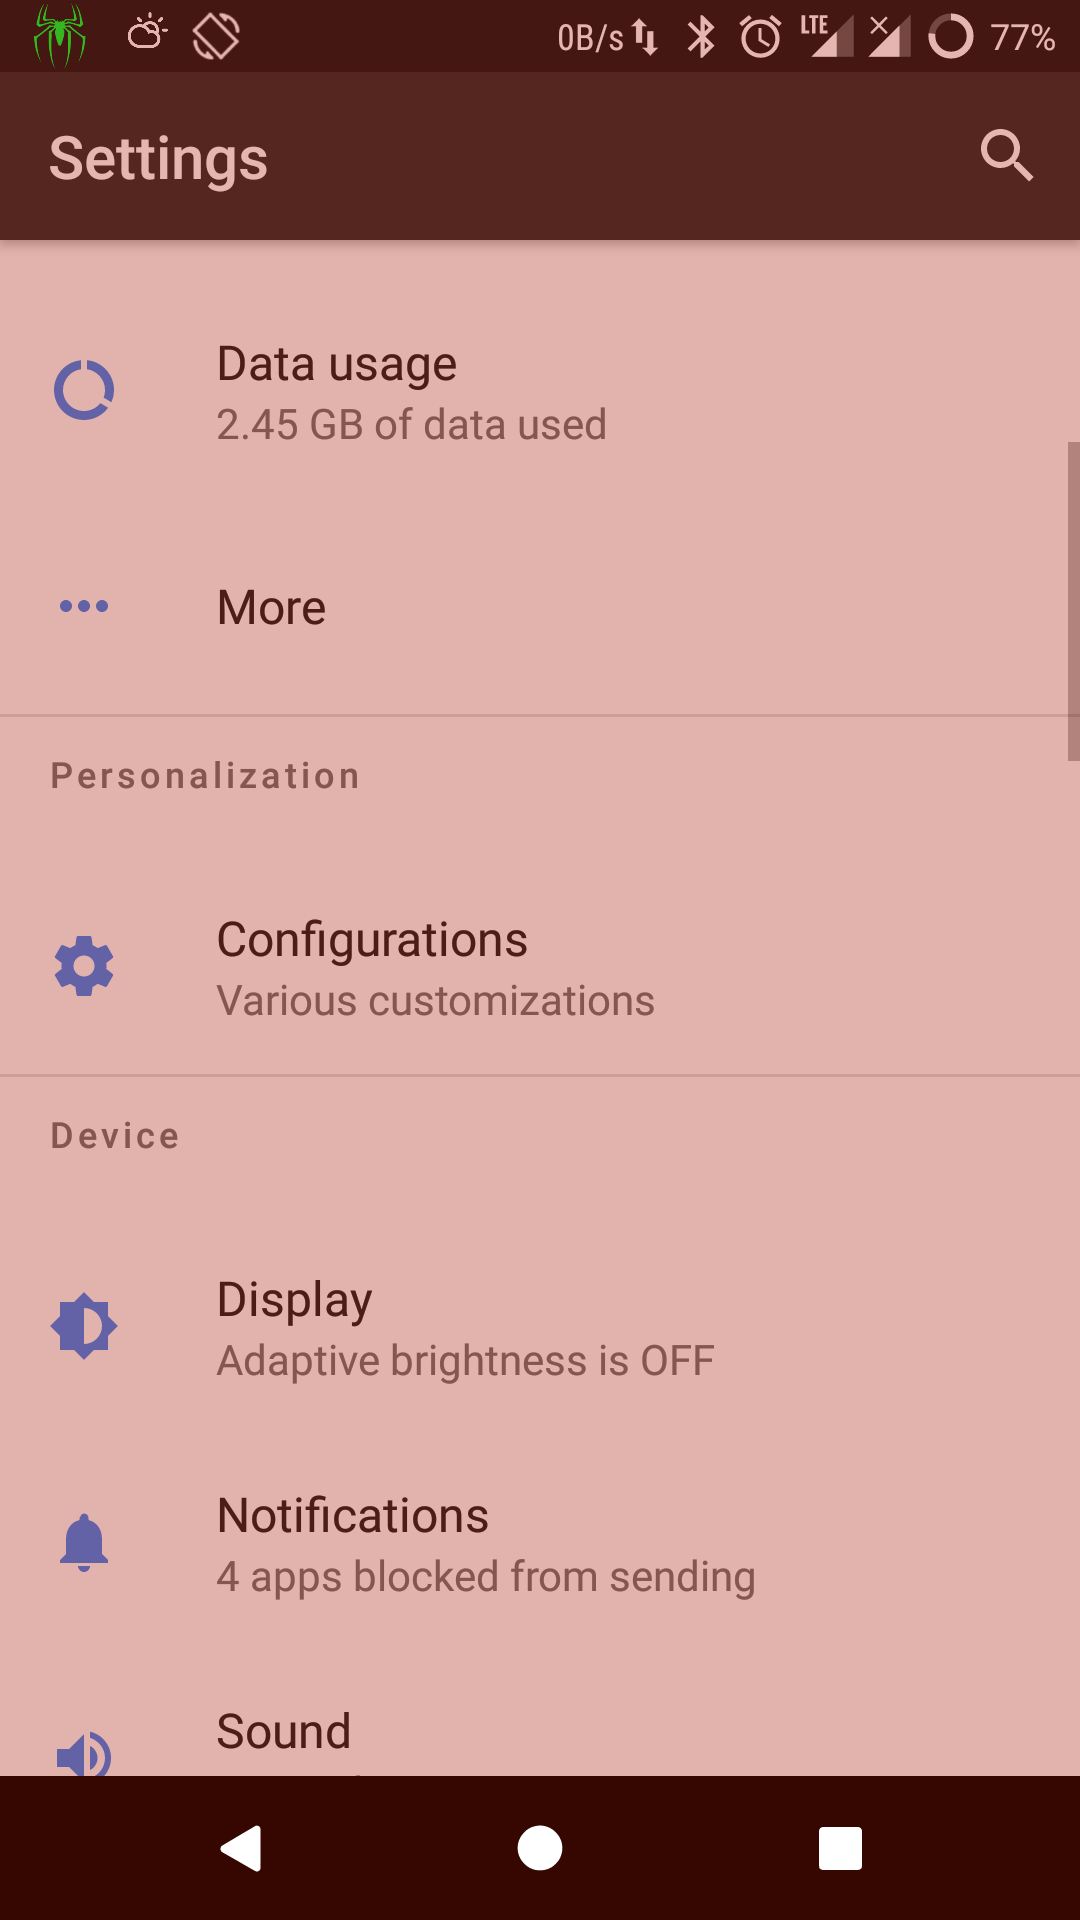 0B/s LTE 77%
Settings
Data usage
2.45 GB of data used
More
Personalization
Configurations
Various customizations
Device
Display
Adaptive brightness is OFF
Notifications
4 apps blocked from sending
Sound